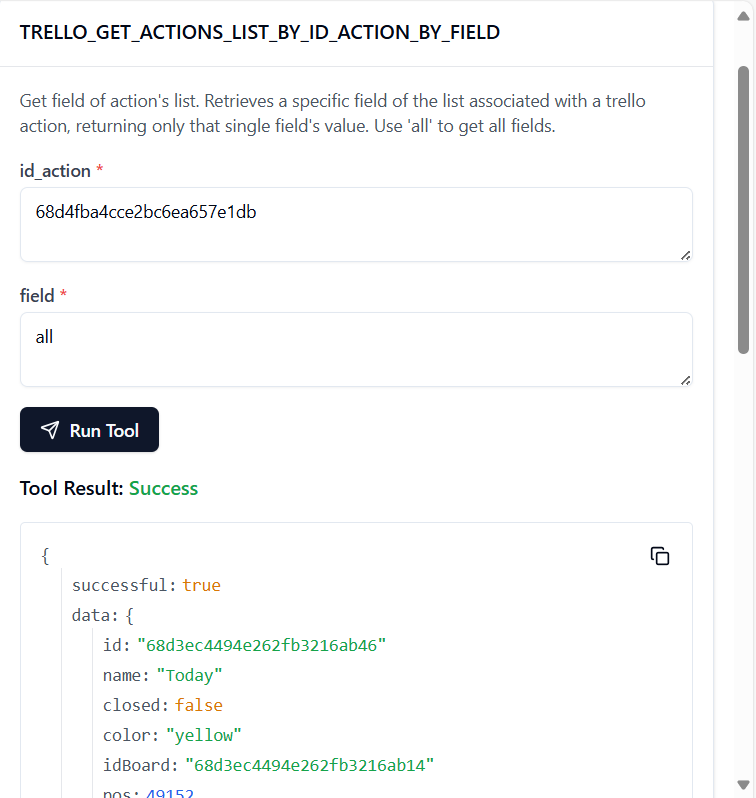 TRELLO_GET_ACTIONS_LIST_BY_ID_ACTION_BY_FIELD
Get field of action's list. Retrieves a specific field of the list associated with a trello
action, returning only that single field's value. Use 'all' to get all fields.
id_action *
68d4fba4cce2bc6ea657e1db
field *
all
Run Tool
Tool Result: Success
{
successful: true
data: {
id: "68d3ec4494e262fb3216ab46"
name: "Today"
closed: false
color: "yellow"
idBoard: "68d3ec4494e262fb3216ab14"
pos: 49152